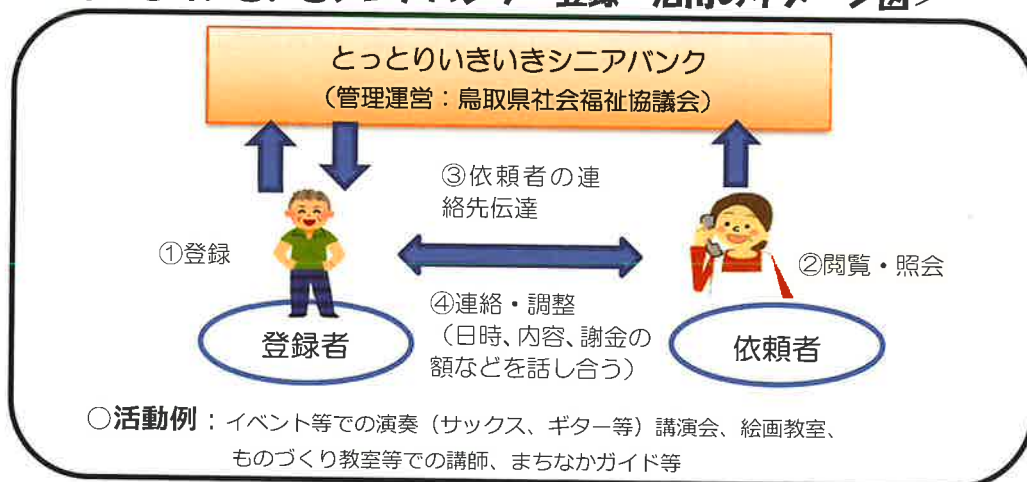 とっとりいきいきシニアバンク
（管理運営：鳥取県社会福祉協議会）
③依頼者の連
絡先伝達
①登録
②閲覧・照会
④連絡・調整
（日時、内容、謝金の
額などを話し合う）
登録者
依頼者
○活動例：イベント等での演奏（サックス、ギター等）講演会、絵画教室、
ものづくり教室等での講師、まちなかガイド等